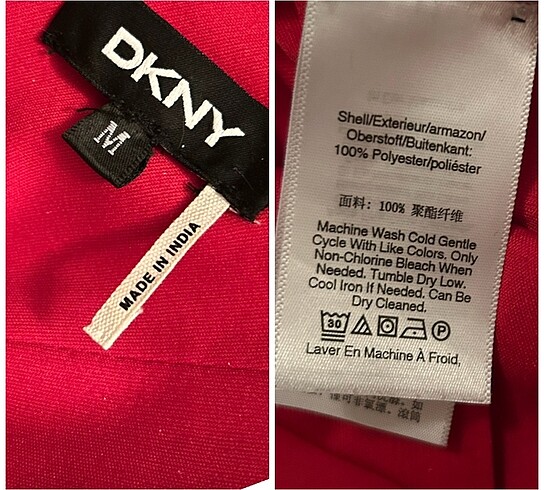 DKNY
MADE IN INDIA
Shell/Exterieur/armazon/
Oberstoff/Buitenkant:
100% Polyester/poliéster
面料: 100% 聚酯纤维
Machine Wash Cold Gentle
Cycle With Like Colors. Only
Non-Chlorine Bleach When
Needed. Tumble Dry Low.
Cool Iron If Needed. Can Be
Dry Cleaned.
30 P
Laver En Machine À Froid,